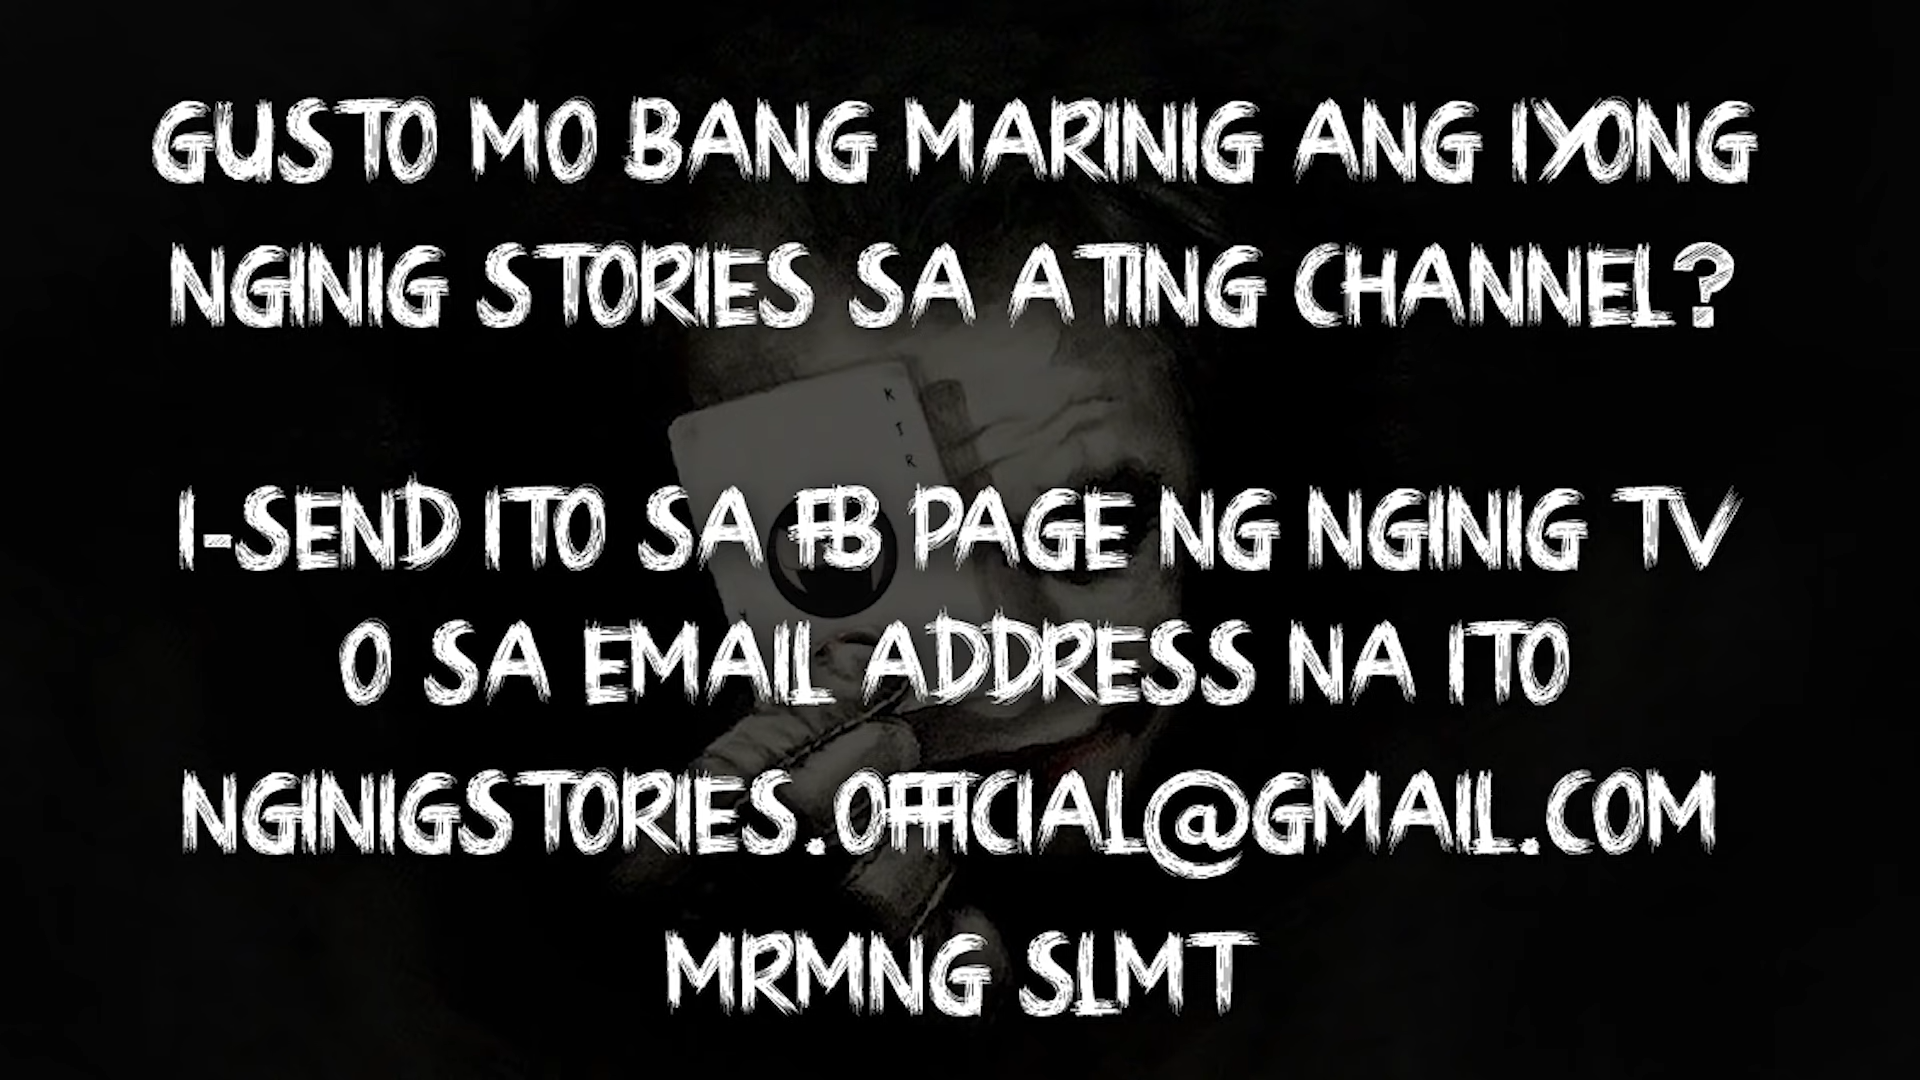 GUSTO MO BANG MARINIG ANG IYONG
NGINIG STORIES SA ATING CHANNEL?
K
T
R
I-SEND ITO SA FB PAGE NG NGINIG TV
O SA EMAIL ADDRESS NA ITO
NGINIGSTORIES.OFFICIAL@GMAIL.COM
MRMNG SLMT